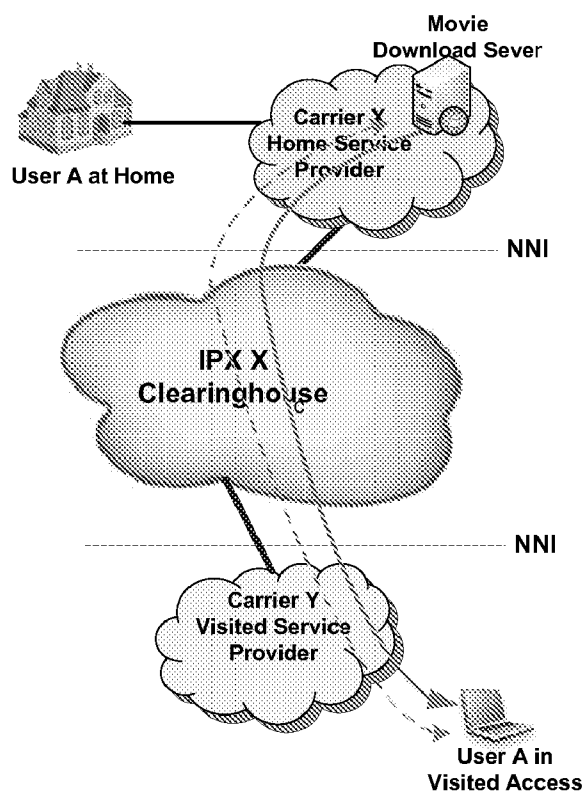 Movie
Download Sever
Carrier Y
Home Service
Provider
User A at Home
NNI
IPX X
Clearinghouse
C
NNI
Carrier Y
Visited Service
Provider
User A in
Visited Access